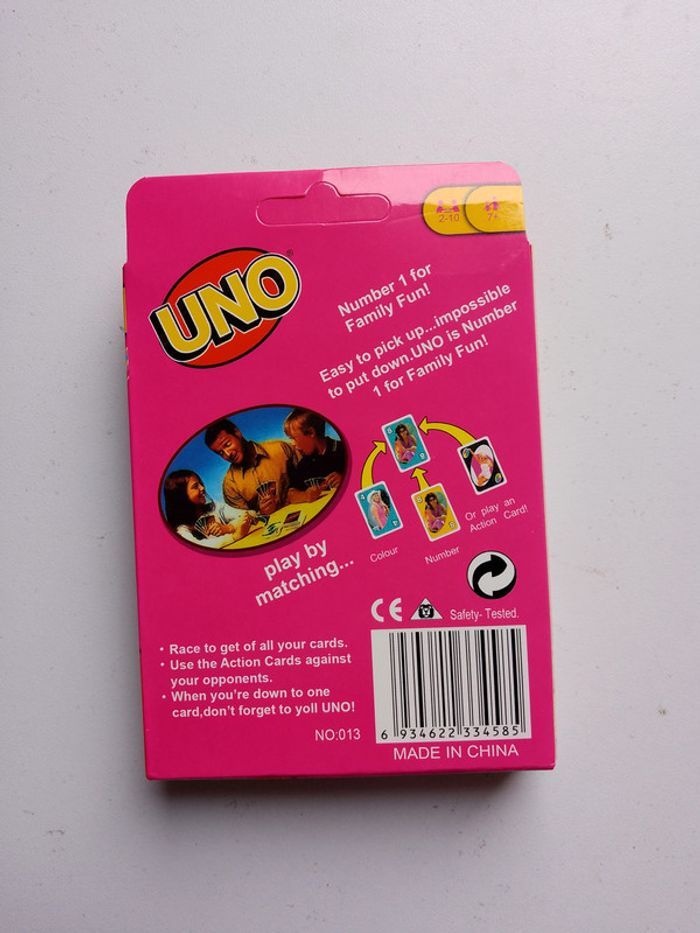 2-10
7+
UNO
®
Number 1 for
Family Fun!
Easy to pick up...impossible
to put down.UNO is Number
1 for Family Fun!
play by
matching...
Colour
Number
Or play an
Action Card!
CE
Safety- Tested.
• Race to get of all your cards.
• Use the Action Cards against
your opponents.
• When you're down to one
card,don't forget to yoll UNO!
NO:013
6 934622 334585
MADE IN CHINA